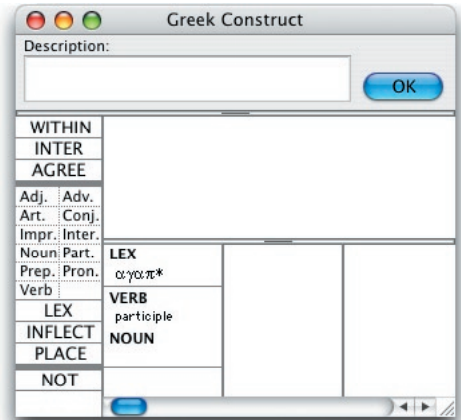 Greek Construct
Description:
OK
WITHIN
INTER
AGREE
Adj. Adv.
Art. Conj.
Impr. Inter.
Noun Part.
Prep. Pron.
Verb
LEX
INFLECT
PLACE
NOT
LEX
αγαπ*
VERB
participle
NOUN